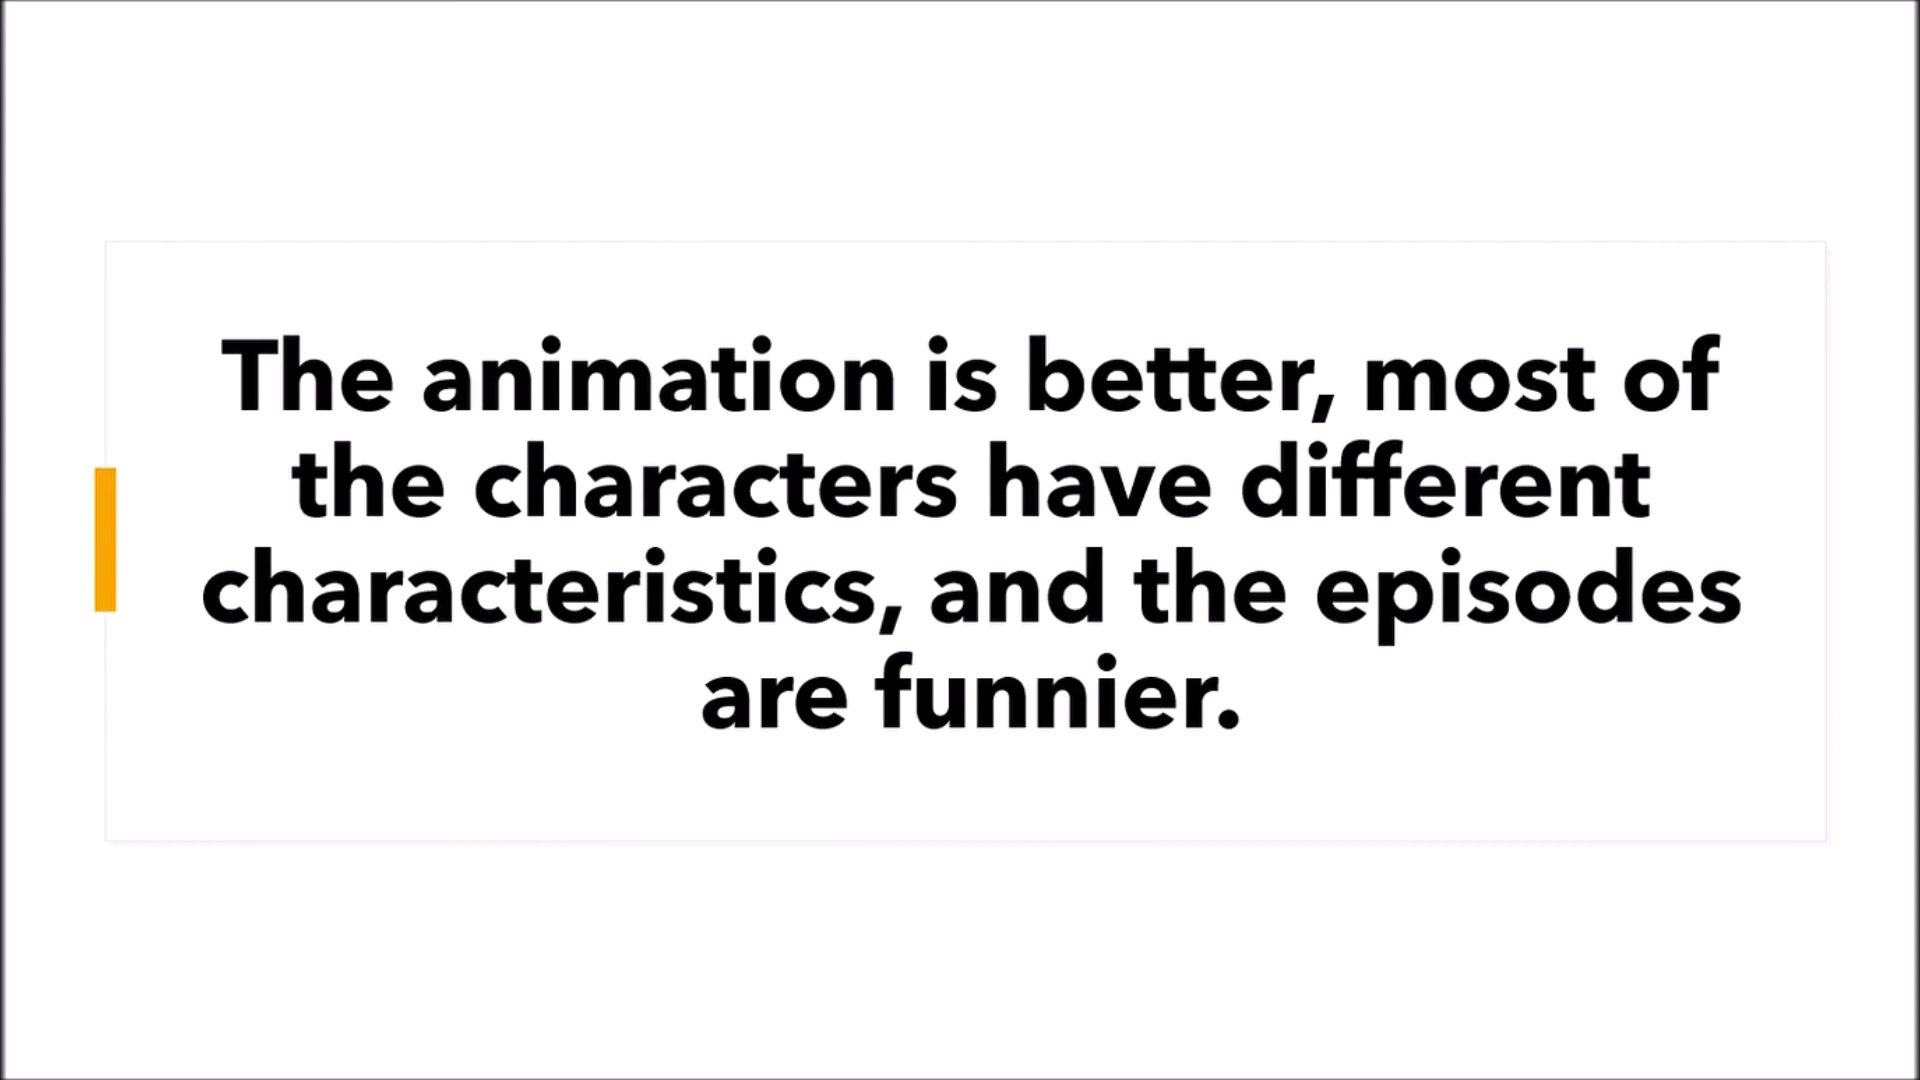 The animation is better, most of
the characters have different
characteristics, and the episodes
are funnier.